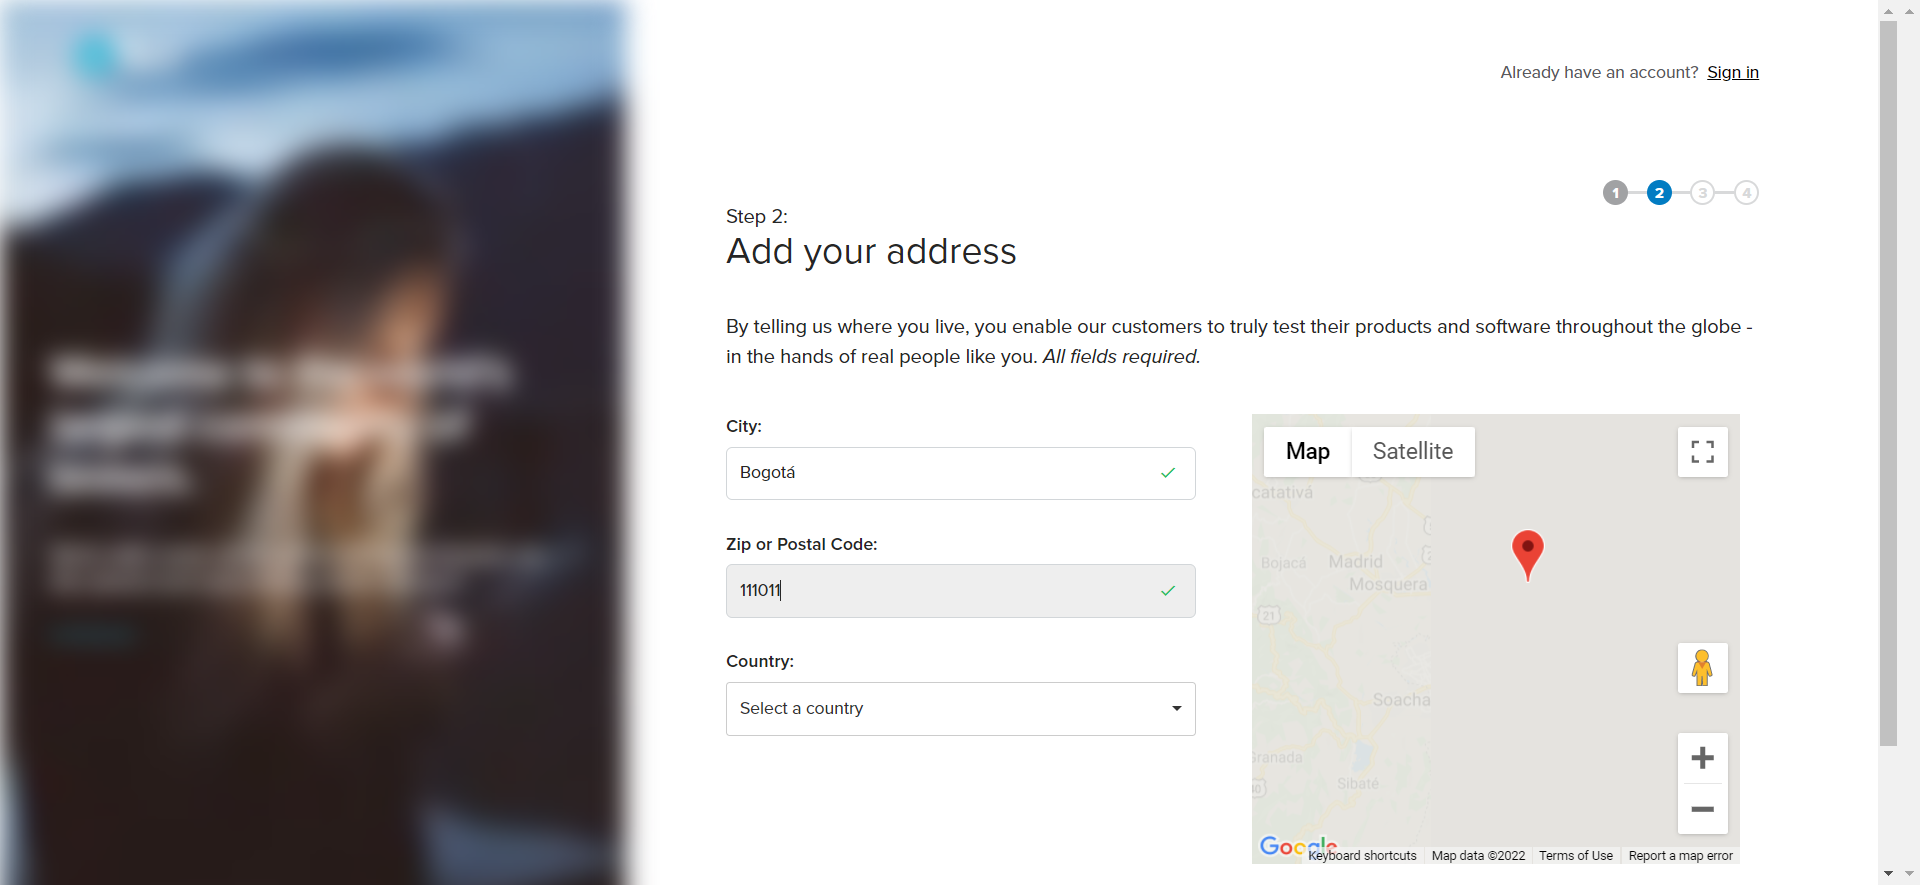 Already have an account? Sign in
1 2 3 4
Step 2:
Add your address
By telling us where you live, you enable our customers to truly test their products and software throughout the globe -
in the hands of real people like you. All fields required.
City:
Bogotá
Zip or Postal Code:
111011
Country:
Select a country
Map Satellite
catativá
Bojacá
Madrid
Mosquera
21
Soacha
Granada
Sibaté
Google
Keyboard shortcuts
Map data ©2022
Terms of Use
Report a map error